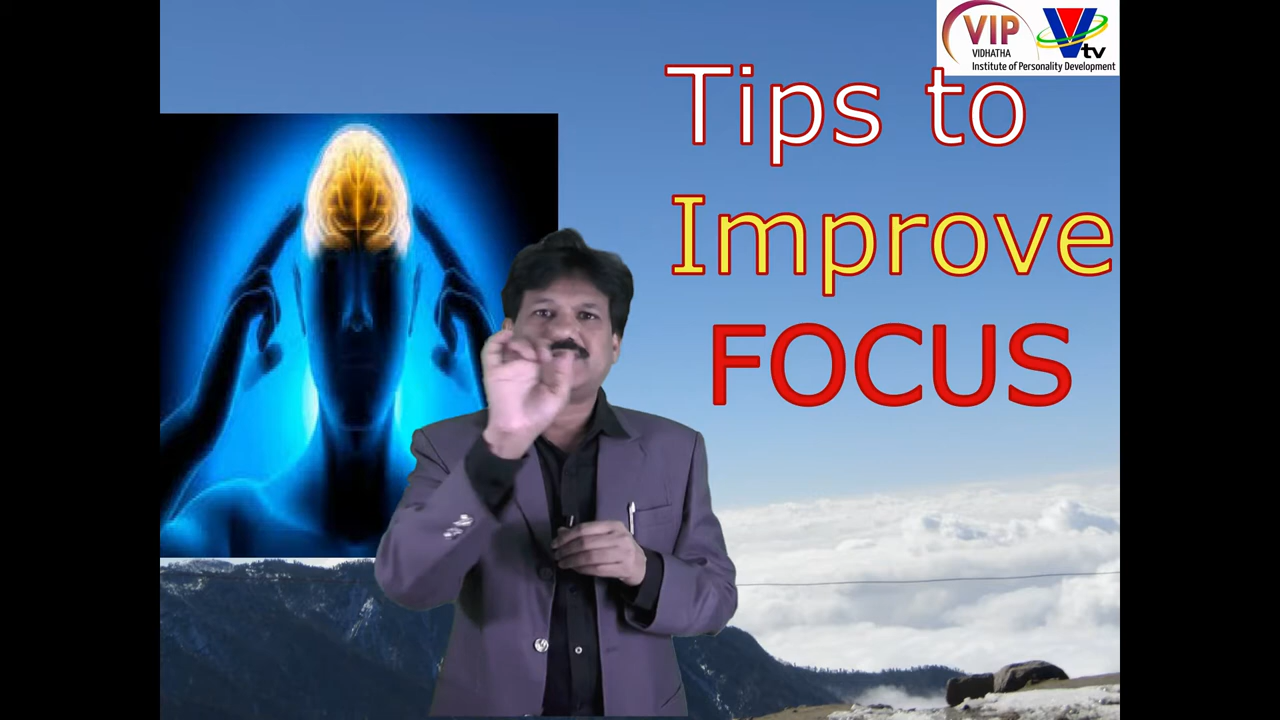 VIP
VIDHATHA
tv
Institute of Personality Development
Tips to
Improve
FOCUS